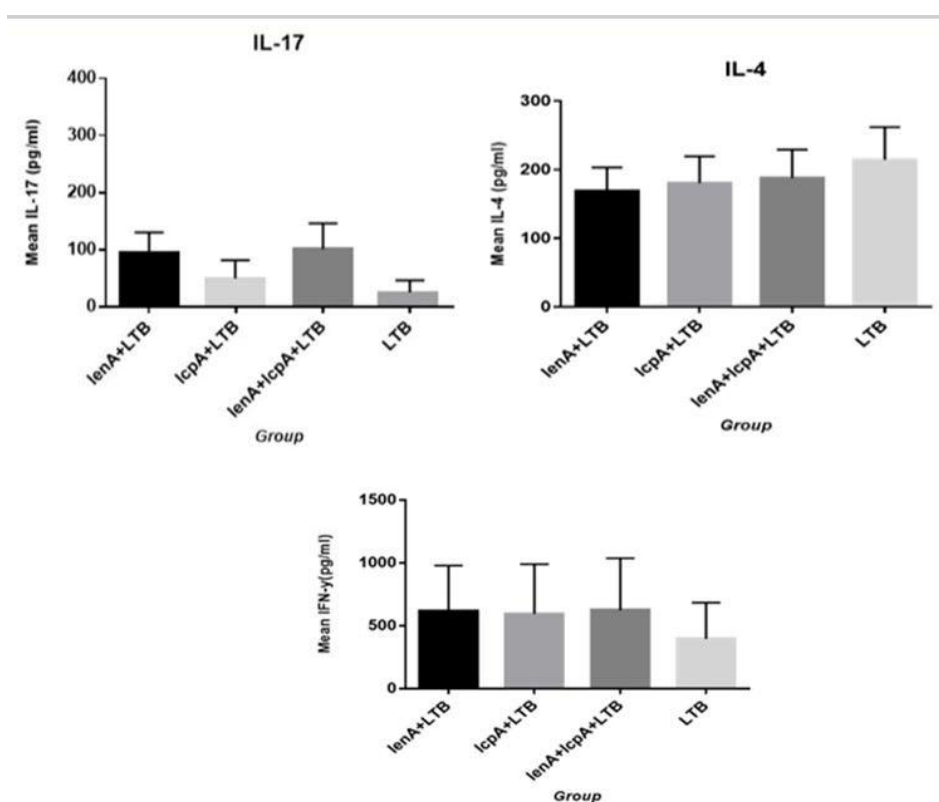 IL-17
Mean IL-17 (pg/ml)
400
300
200
100
0
lenA+LTB
lcpA+LTB
lenA+lcpA+LTB
LTB
Group
IL-4
Mean IL-4 (pg/ml)
300
200
100
0
lenA+LTB
lcpA+LTB
lenA+lcpA+LTB
LTB
Group
Mean IFN-y(pg/ml)
1500
1000
500
0
lenA+LTB
lcpA+LTB
lenA+lcpA+LTB
LTB
Group